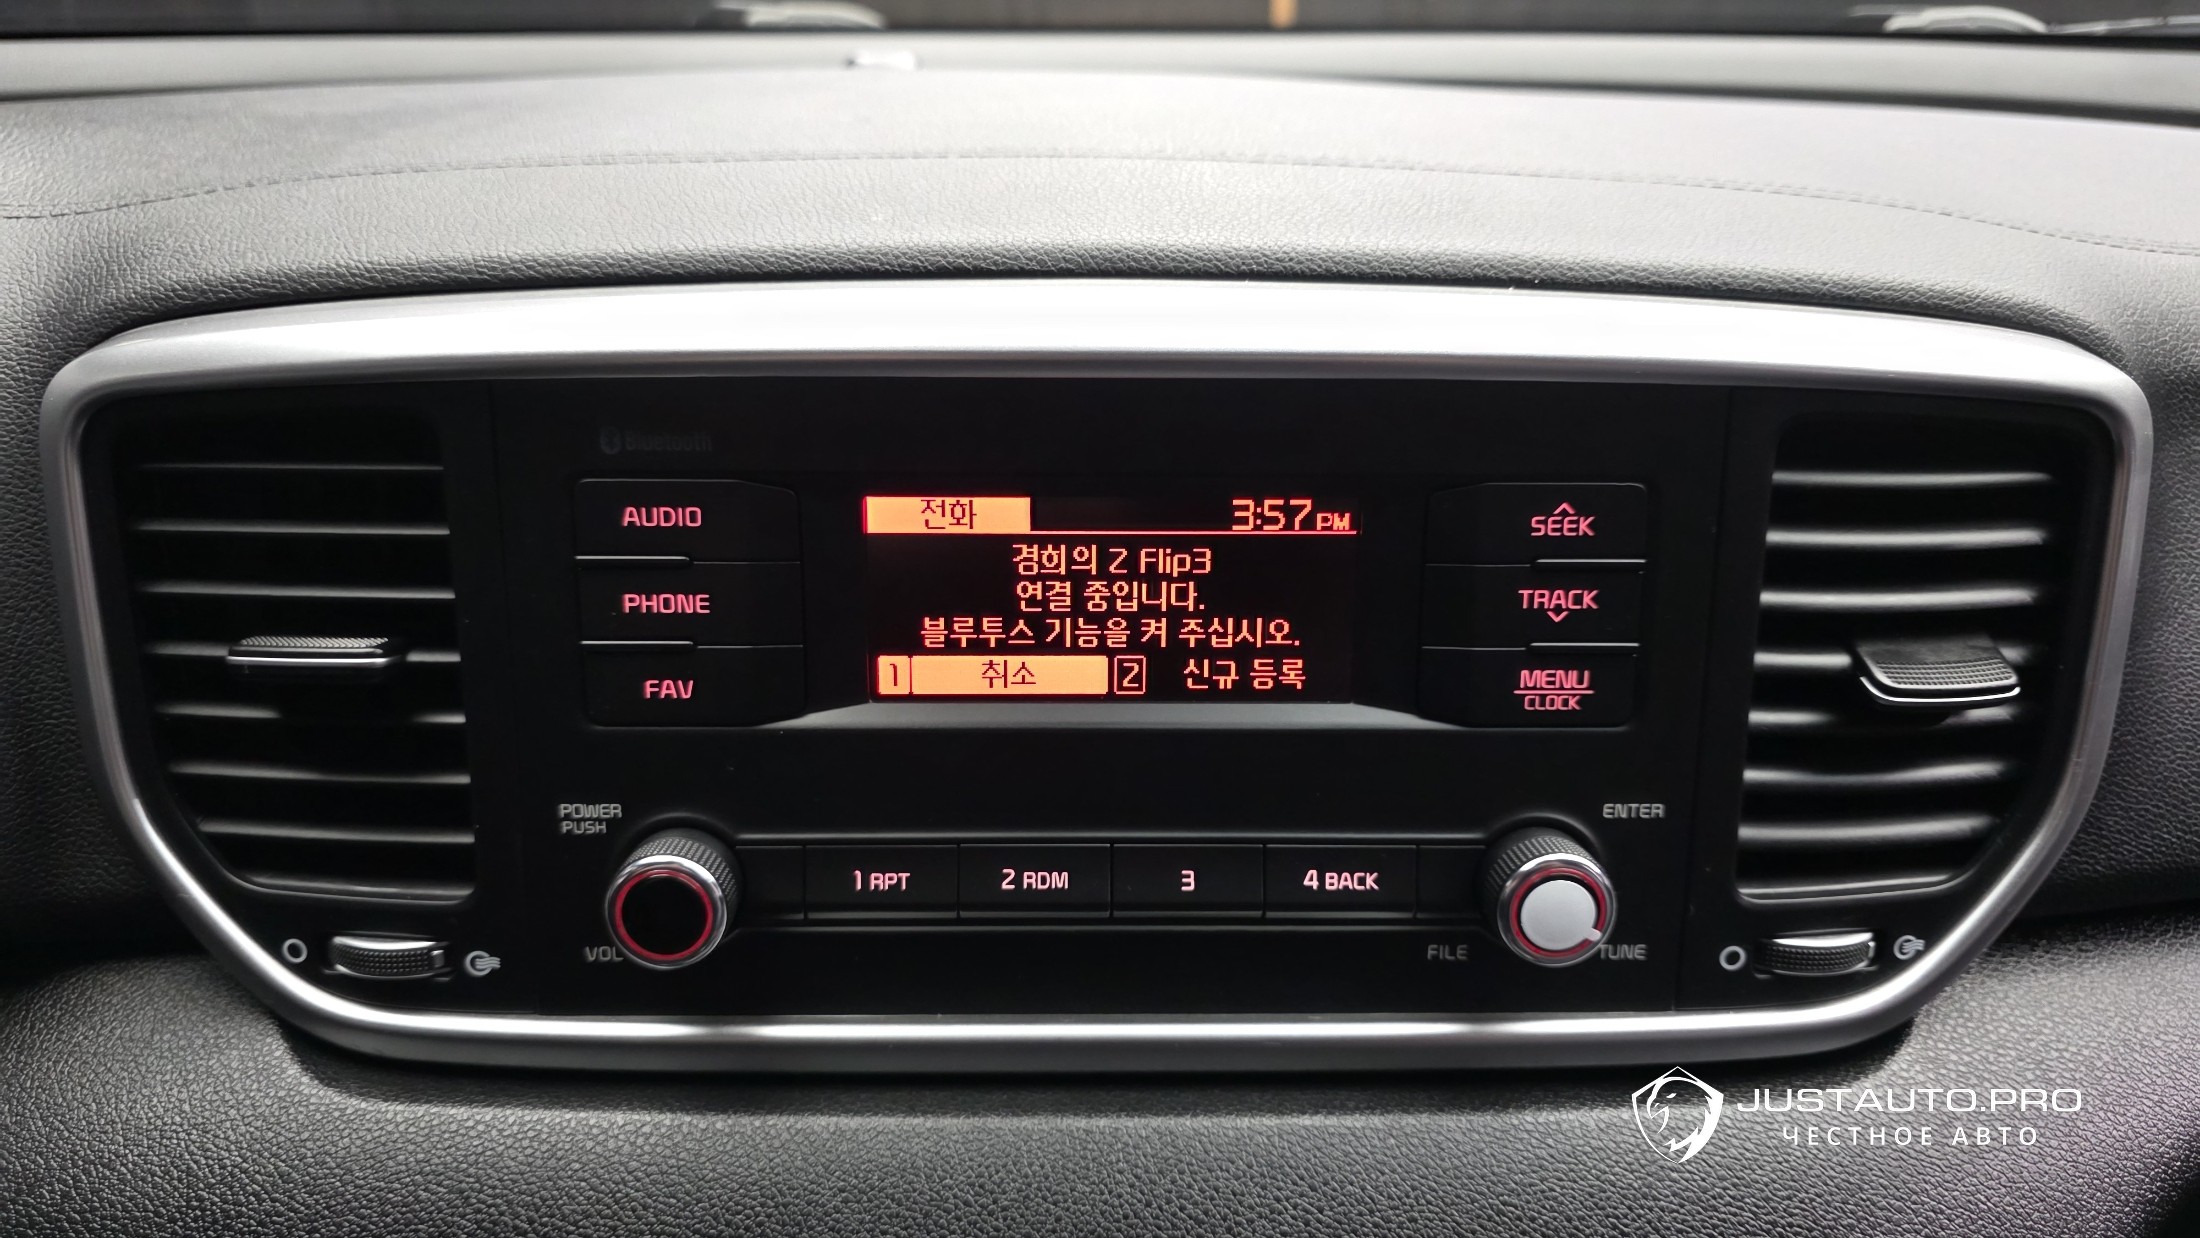 Bluetooth
AUDIO
PHONE
FAV
전화 3:57 PM
경희의 Z Flip3
연결 중입니다.
블루투스 기능을 켜 주십시오.
1 취소 2 신규 등록
SEEK
TRACK
MENU
CLOCK
POWER
PUSH
VOL
1 RPT
2 RDM
3
4 BACK
ENTER
FILE
TUNE
JUSTAUTO.PRO
ЧЕСТНОЕ АВТО